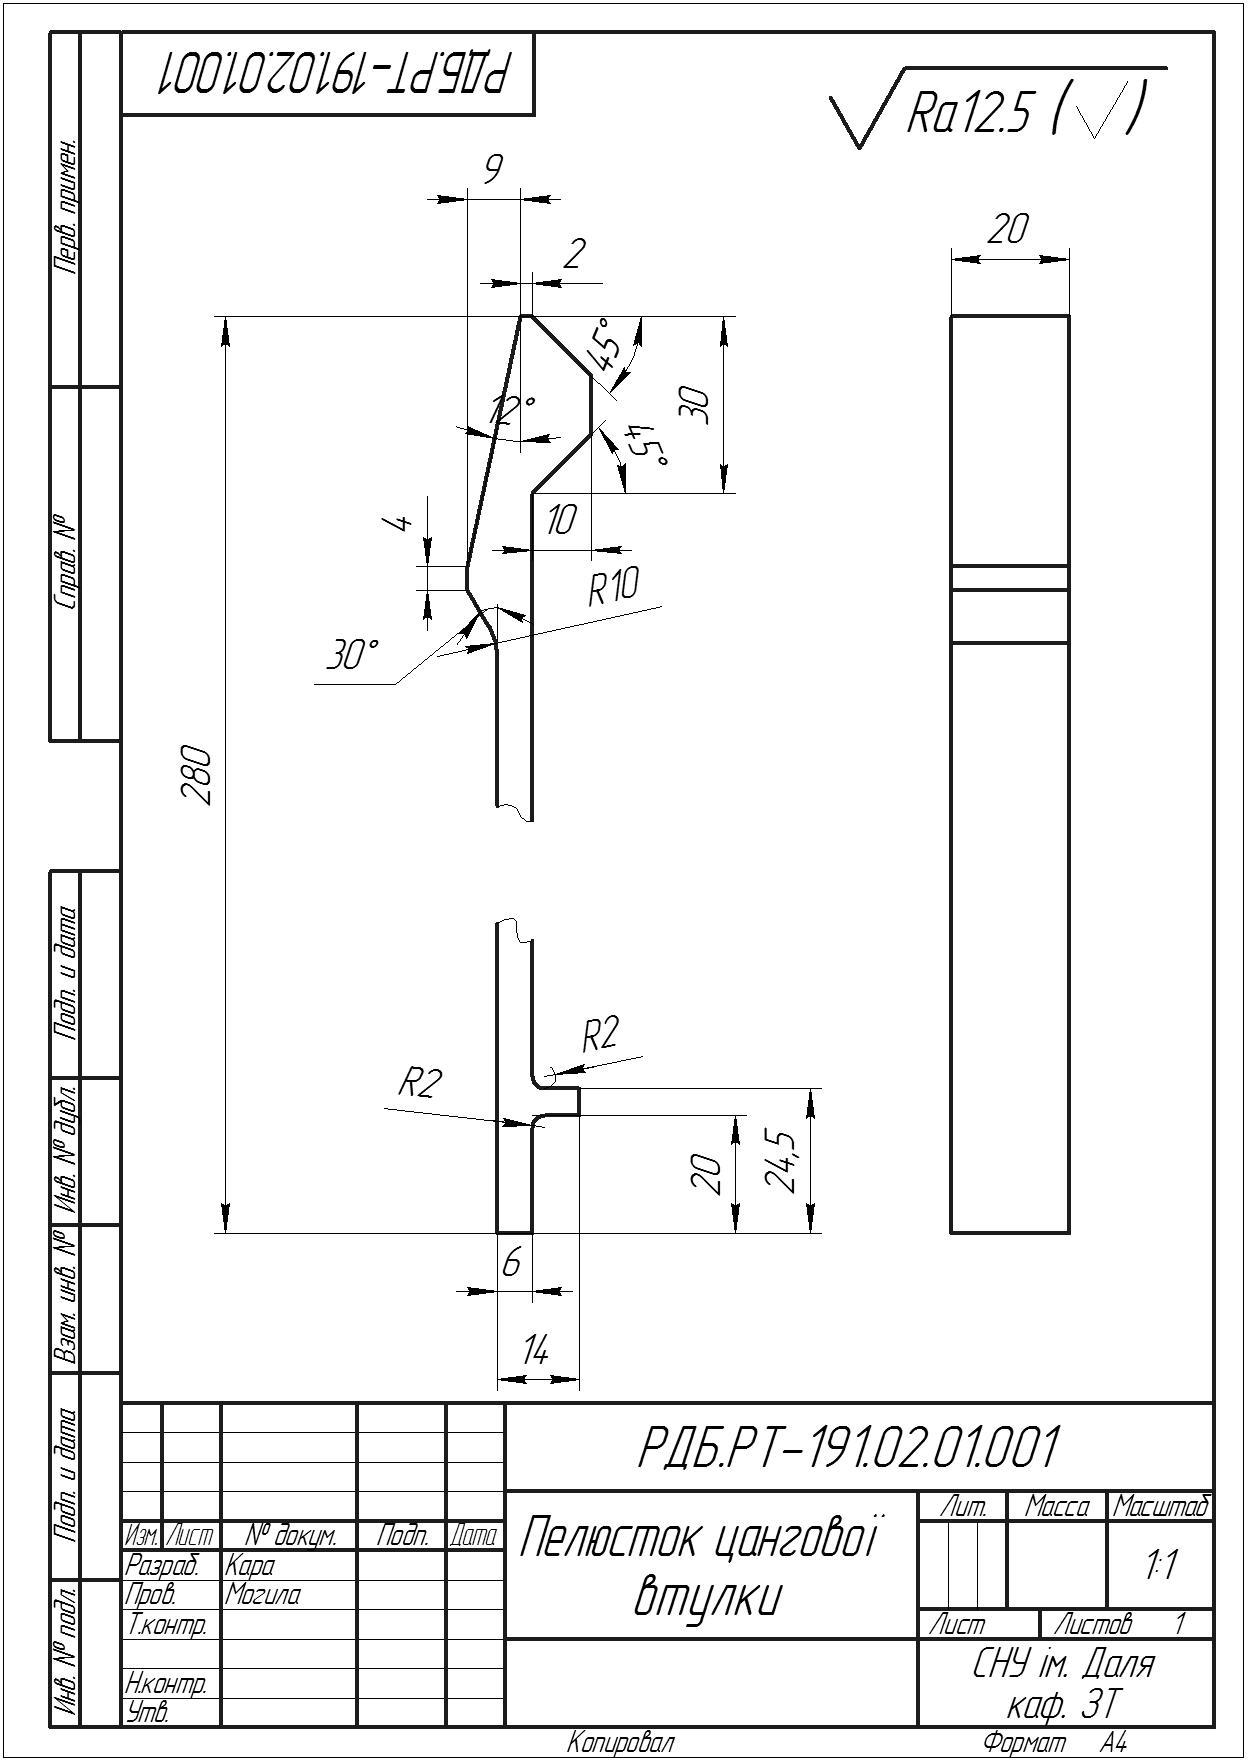 РДБ.РТ-191.02.01.001
Ra12.5 (√)
Перв. примен.
Справ. №
Подп. и дата
Инв. № дубл.
Взам. инв. №
Подп. и дата
Инв. № подл.
9
2
20
45°
12°
30
45°
4
10
R10
30°
280
R2
R2
20
24,5
6
14
РДБ.РТ-191.02.01.001
Лит. Масса Масштаб
Пелюсток цангової
втулки
1:1
Изм. Лист № докум. Подп. Дата
Разраб. Кара
Пров. Могила
Т.контр.
Лист Листов 1
Н.контр.
Утв.
СНУ ім. Даля
каф. ЗТ
Копировал Формат А4